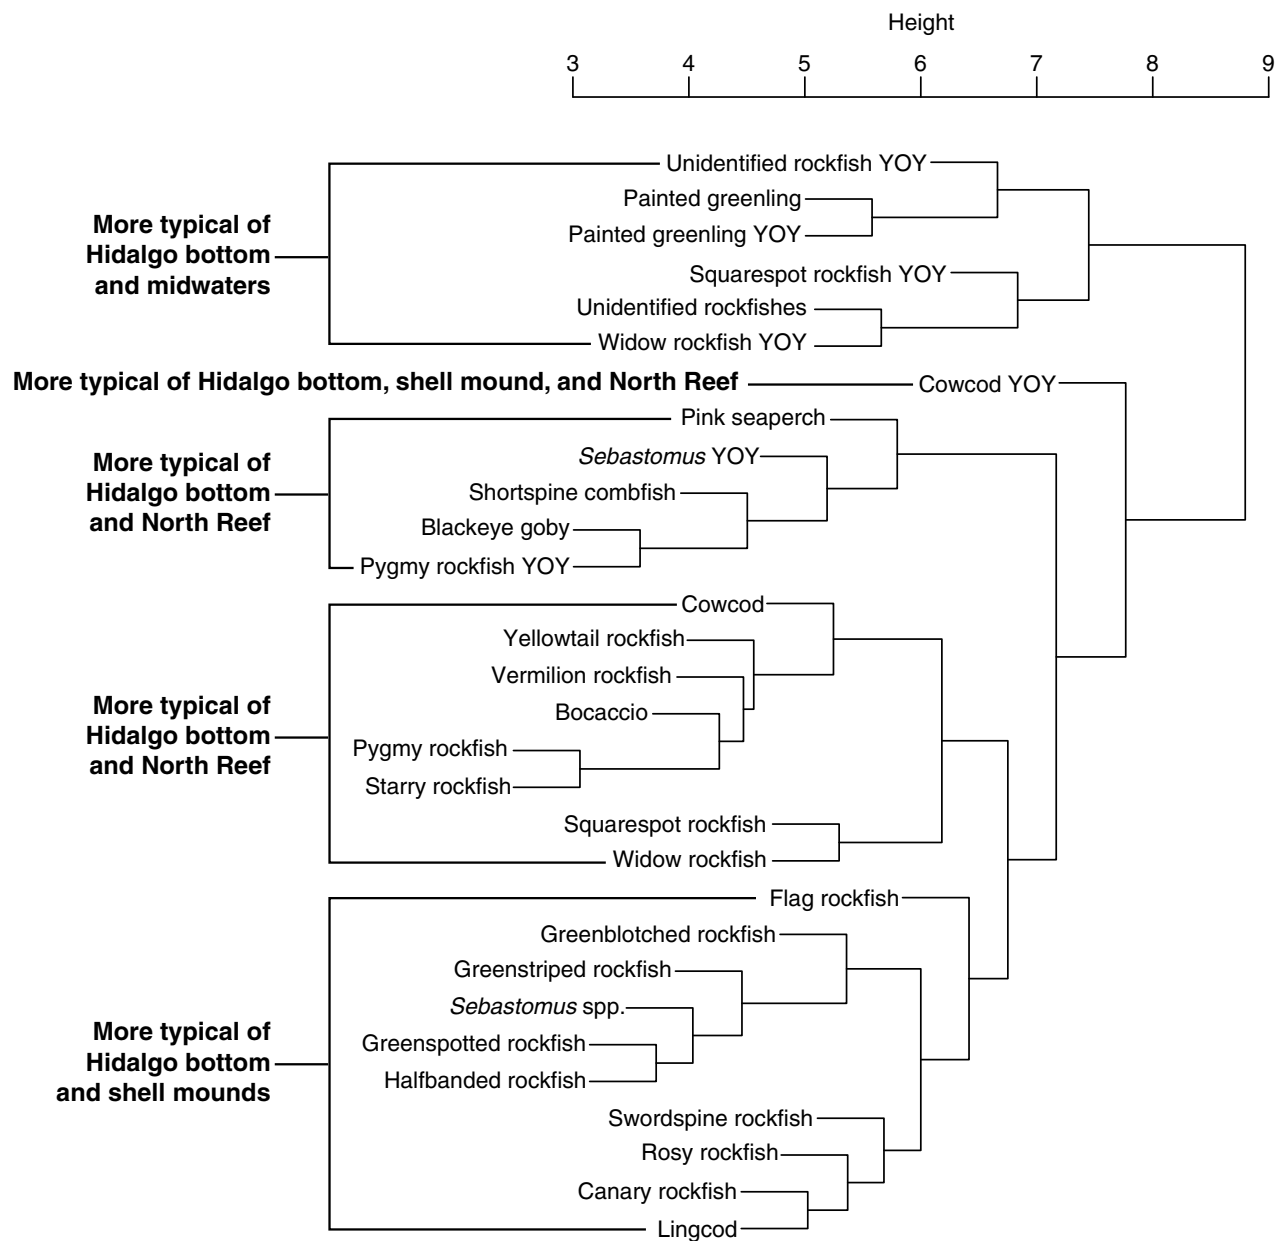 Height
3 4 5 6 7 8 9
Unidentified rockfish YOY
Painted greenling
Painted greenling YOY
Squarespot rockfish YOY
Unidentified rockfishes
Widow rockfish YOY
More typical of
Hidalgo bottom
and midwaters
More typical of Hidalgo bottom, shell mound, and North Reef
Cowcod YOY
Pink seaperch
Sebastomus YOY
Shortspine combfish
Blackeye goby
Pygmy rockfish YOY
More typical of
Hidalgo bottom
and North Reef
Cowcod
Yellowtail rockfish
Vermilion rockfish
Bocaccio
Pygmy rockfish
Starry rockfish
Squarespot rockfish
Widow rockfish
More typical of
Hidalgo bottom
and North Reef
Flag rockfish
Greenblotched rockfish
Greenstriped rockfish
Sebastomus spp.
Greenspotted rockfish
Halfbanded rockfish
Swordspine rockfish
Rosy rockfish
Canary rockfish
Lingcod
More typical of
Hidalgo bottom
and shell mounds